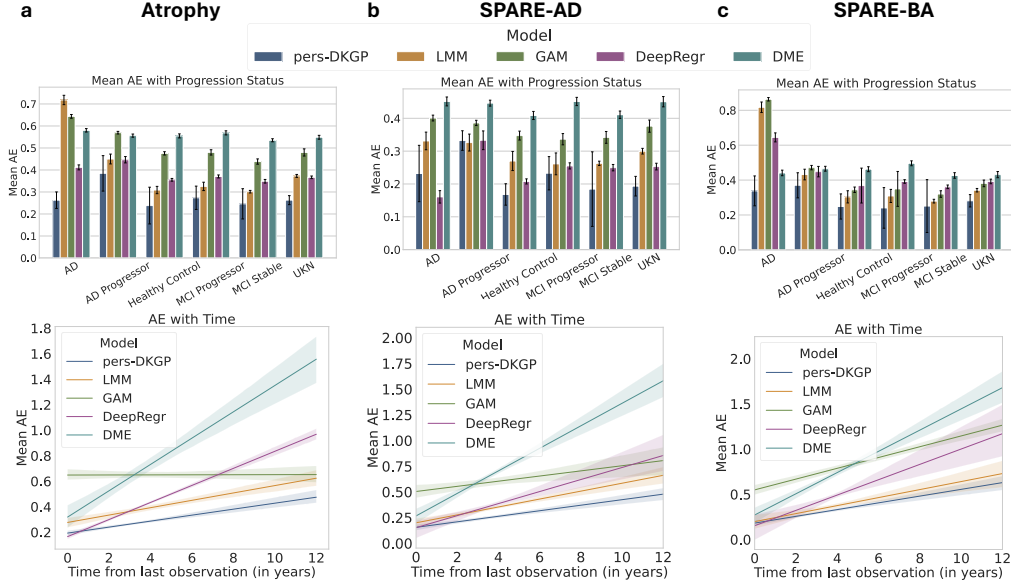 a Atrophy b SPARE-AD c SPARE-BA
Model
pers-DKGP LMM GAM DeepRegr DME
Mean AE with Progression Status
Mean AE
0.7
0.6
0.5
0.4
0.3
0.2
0.1
0.0
AD
AD Progressor
Healthy Control
MCI Progressor
MCI Stable
UKN
Mean AE with Progression Status
Mean AE
0.4
0.3
0.2
0.1
0.0
AD
AD Progressor
Healthy Control
MCI Progressor
MCI Stable
UKN
Mean AE with Progression Status
Mean AE
0.8
0.6
0.4
0.2
0.0
AD
AD Progressor
Healthy Control
MCI Progressor
MCI Stable
UKN
AE with Time
Mean AE
1.8
1.6
1.4
1.2
1.0
0.8
0.6
0.4
0.2
Model
pers-DKGP
LMM
GAM
DeepRegr
DME
0 2 4 6 8 10 12
Time from last observation (in years)
AE with Time
Mean AE
2.00
1.75
1.50
1.25
1.00
0.75
0.50
0.25
0.00
Model
pers-DKGP
LMM
GAM
DeepRegr
DME
0 2 4 6 8 10 12
Time from last observation (in years)
AE with Time
Mean AE
2.0
1.5
1.0
0.5
0.0
Model
pers-DKGP
LMM
GAM
DeepRegr
DME
0 2 4 6 8 10 12
Time from last observation (in years)